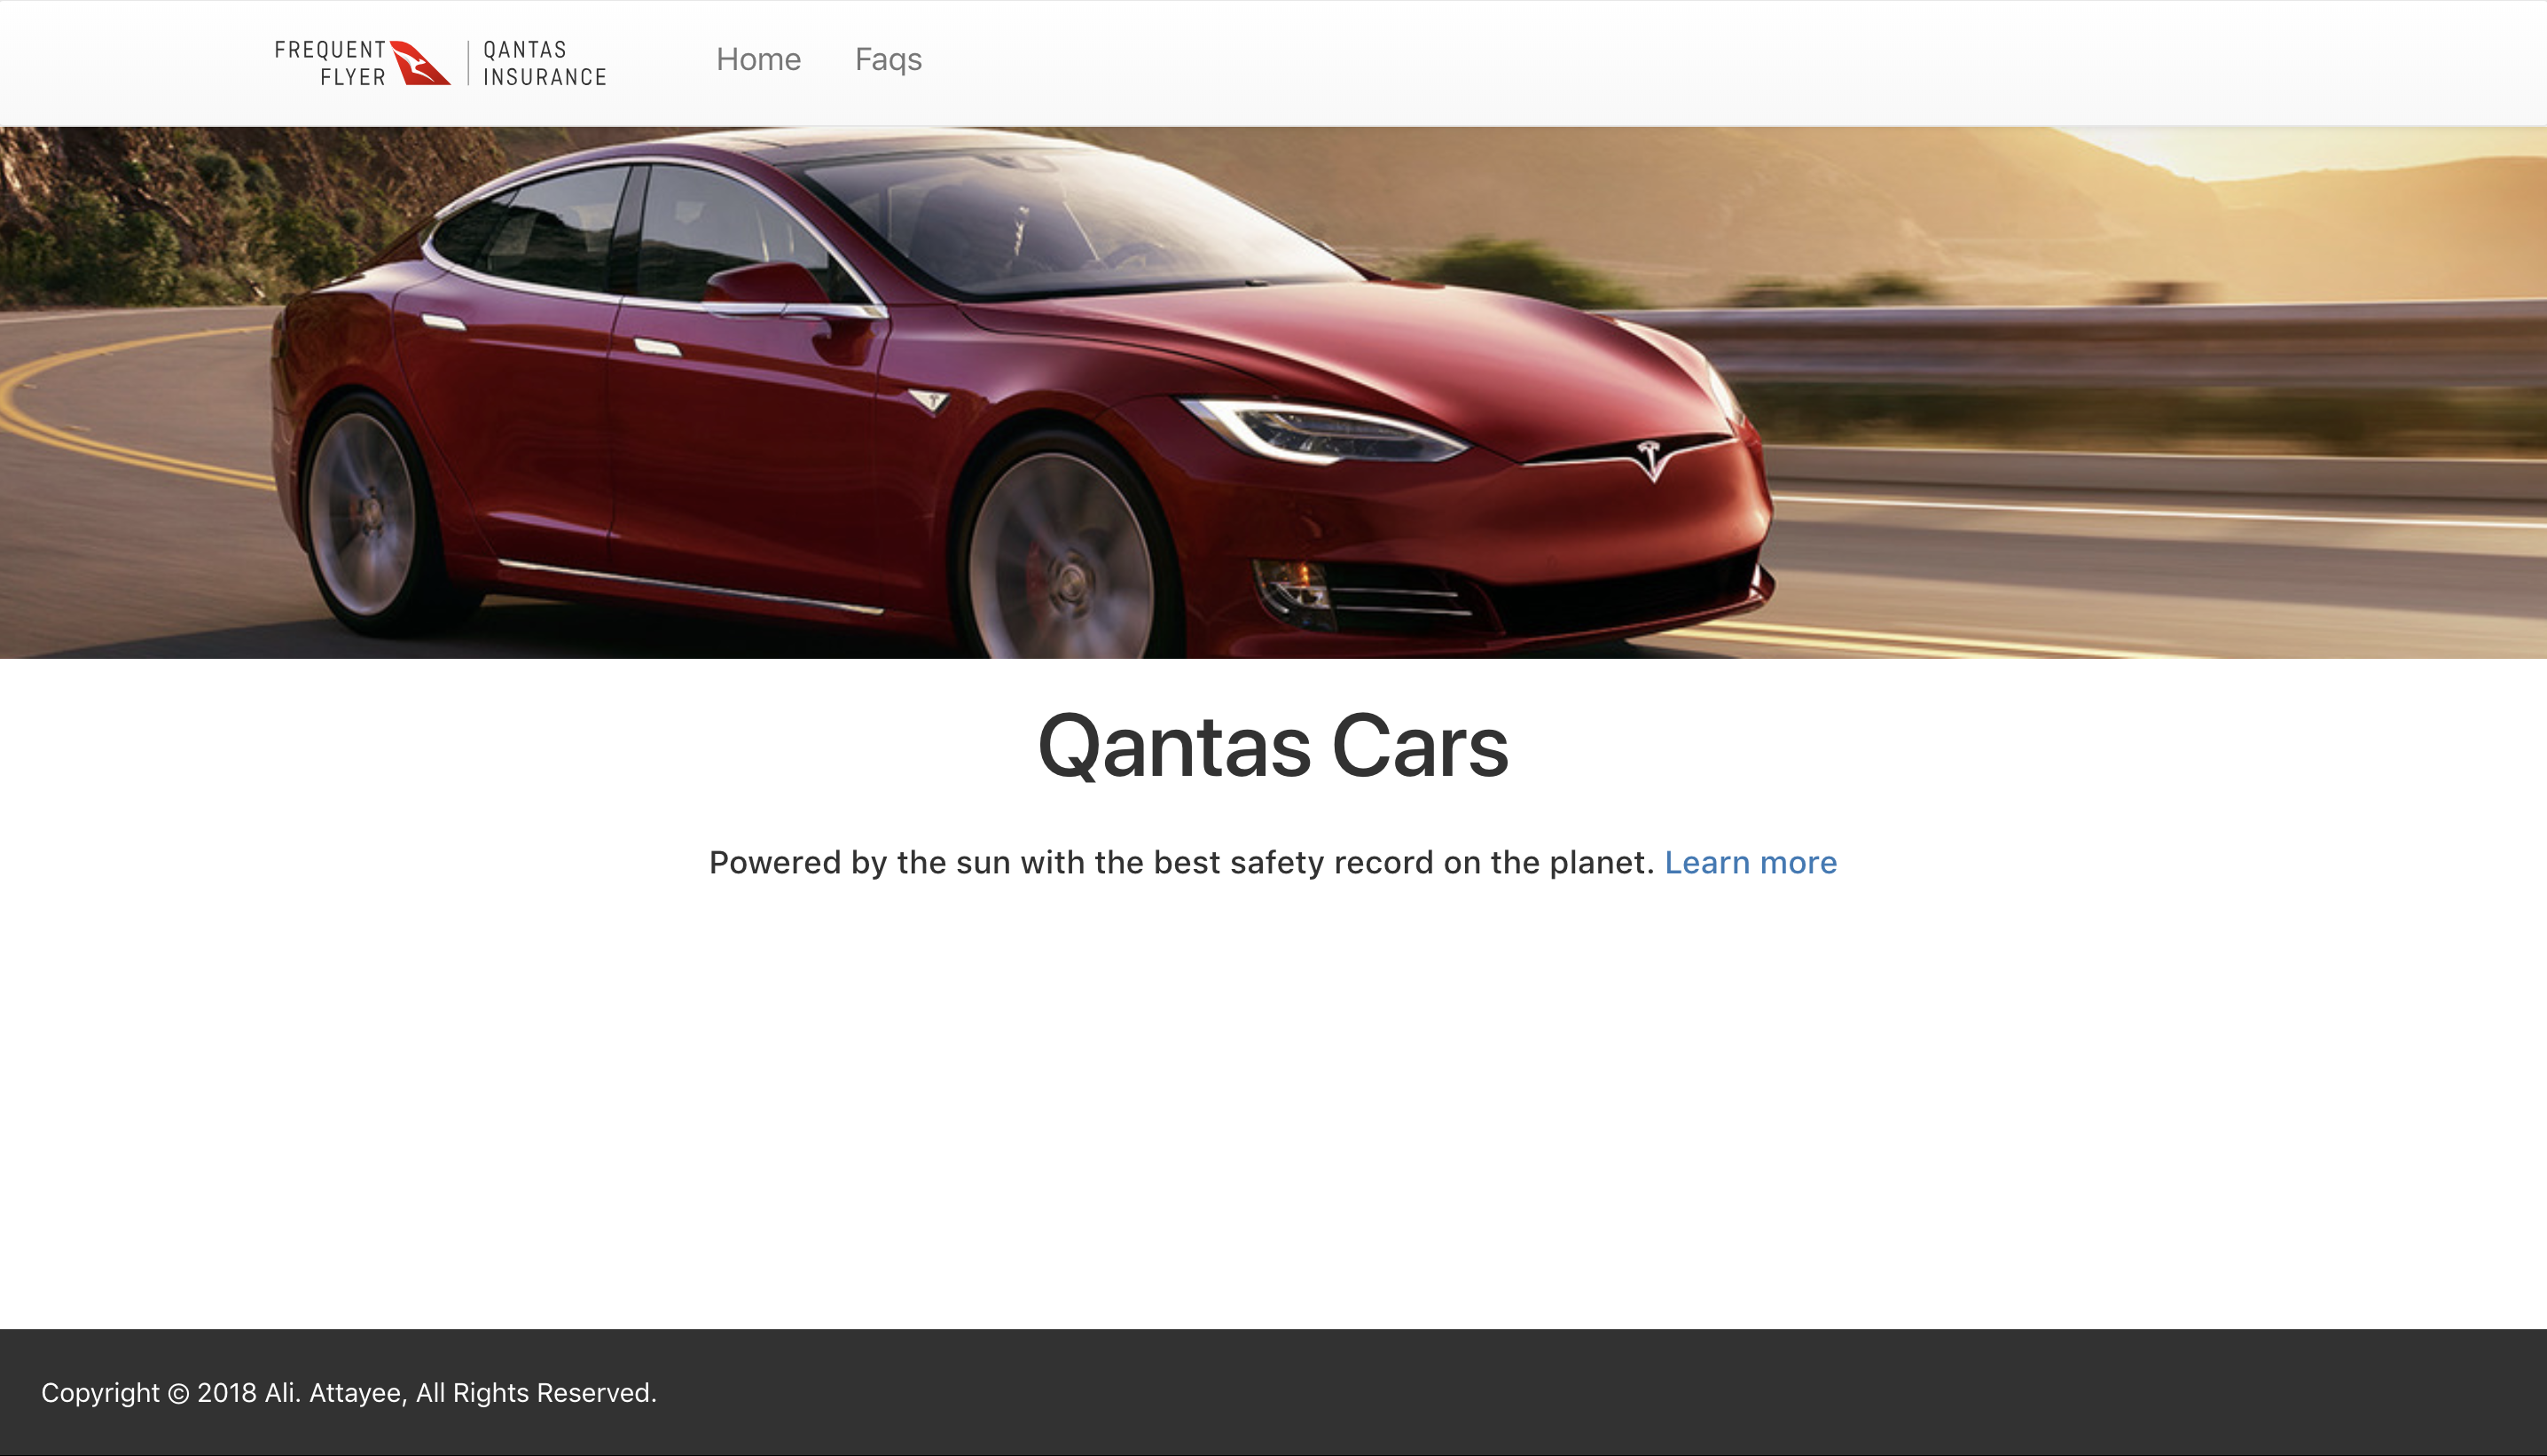 FREQUENT
FLYER
QANTAS
INSURANCE
Home
Faqs
Qantas Cars
Powered by the sun with the best safety record on the planet. Learn more
Copyright © 2018 Ali. Attayee, All Rights Reserved.